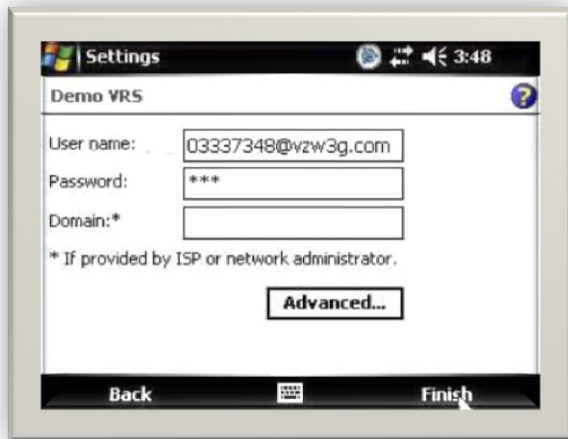 Settings 3:48
Demo VRS
User name: 03337348@vzw3g.com
Password: ***
Domain:*
* If provided by ISP or network administrator.
Advanced...
Back Finish